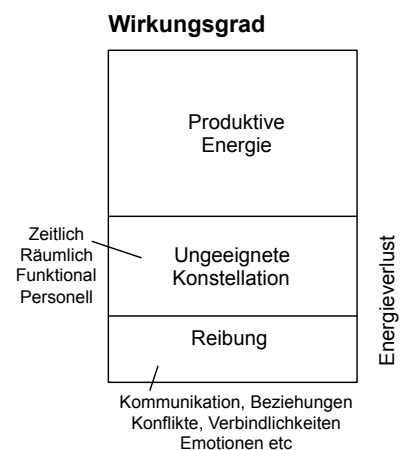 Wirkungsgrad
Produktive
Energie
Zeitlich
Räumlich
Funktional
Personell
Ungeeignete
Konstellation
Energieverlust
Reibung
Kommunikation, Beziehungen
Konflikte, Verbindlichkeiten
Emotionen etc